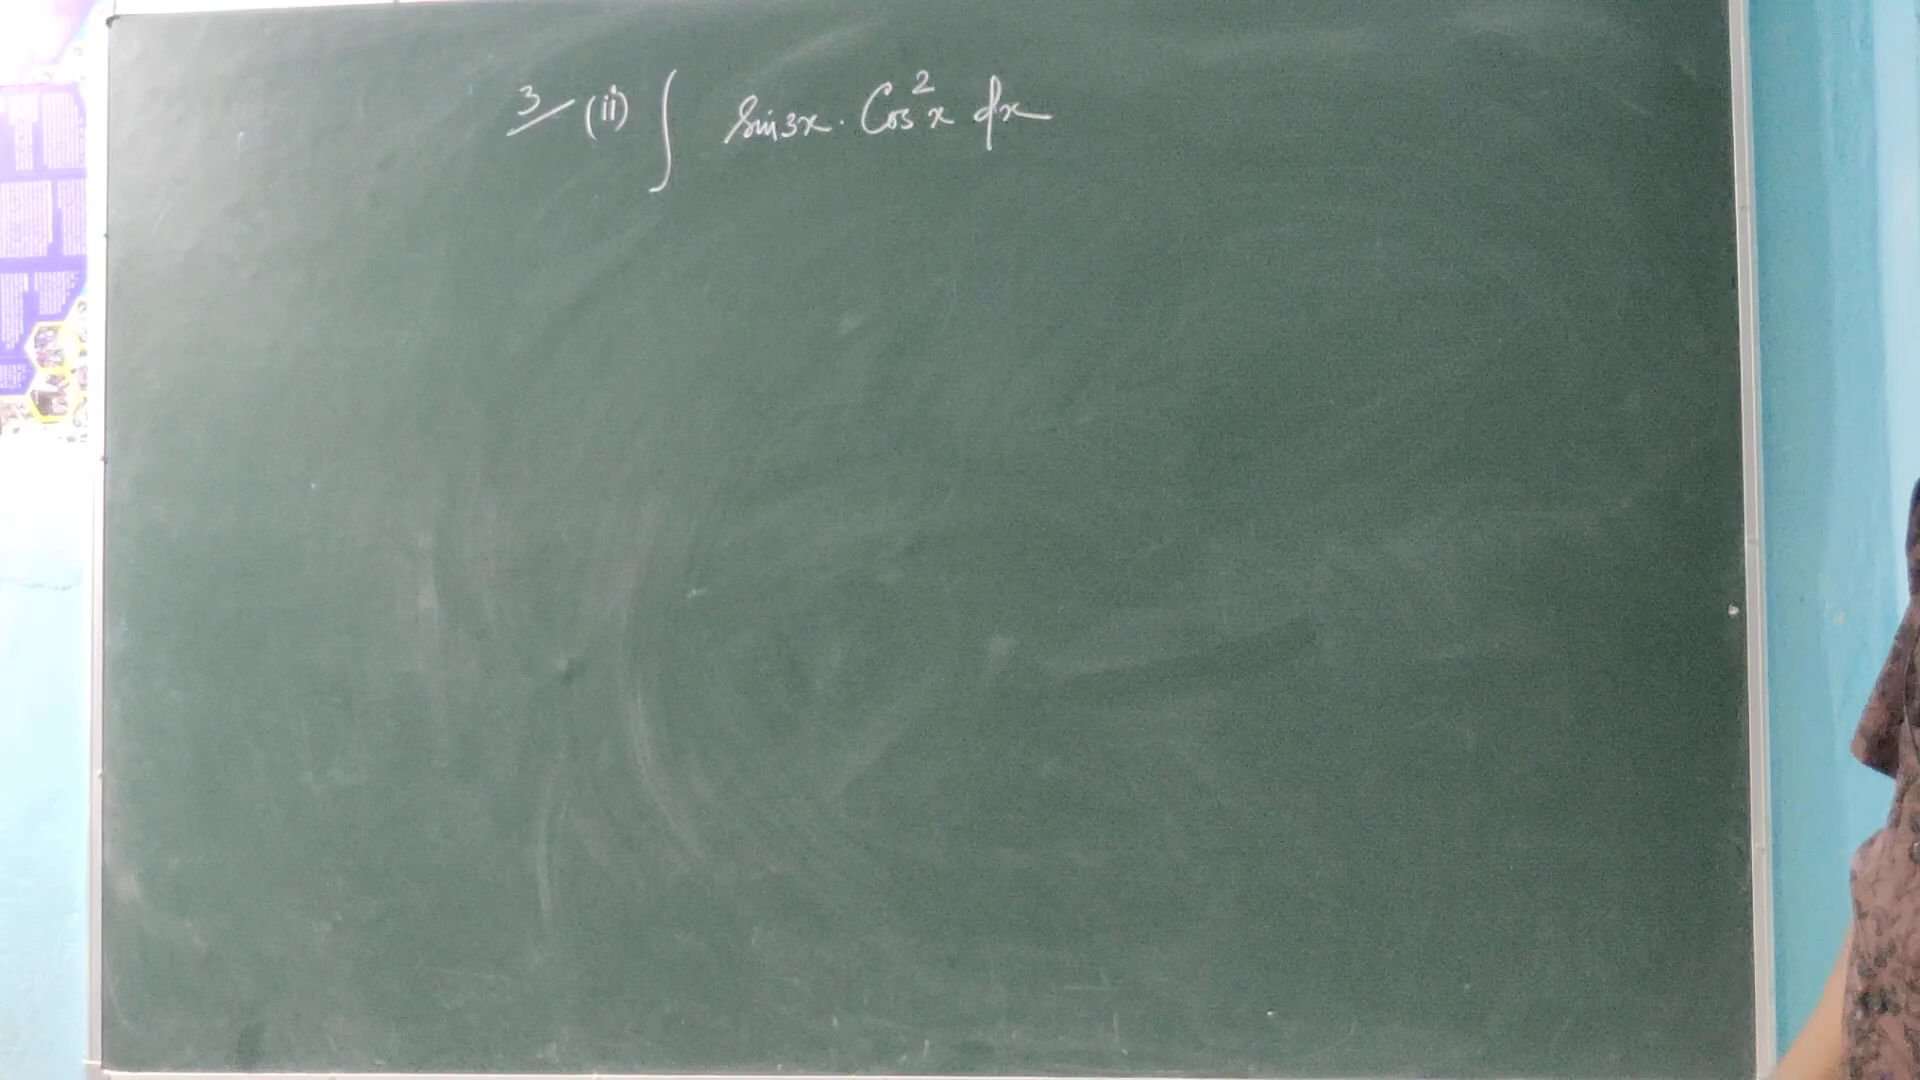 3 (ii) ∫ Sin3x . Cos²x dx